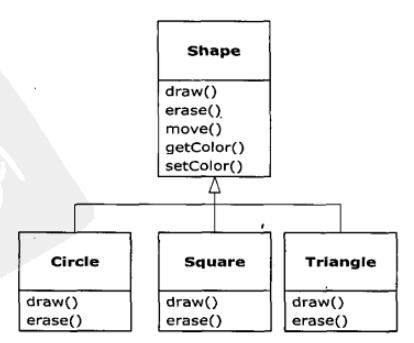 Shape
draw()
erase()
move()
getColor()
setColor()
Circle
draw()
erase()
Square
draw()
erase()
Triangle
draw()
erase()